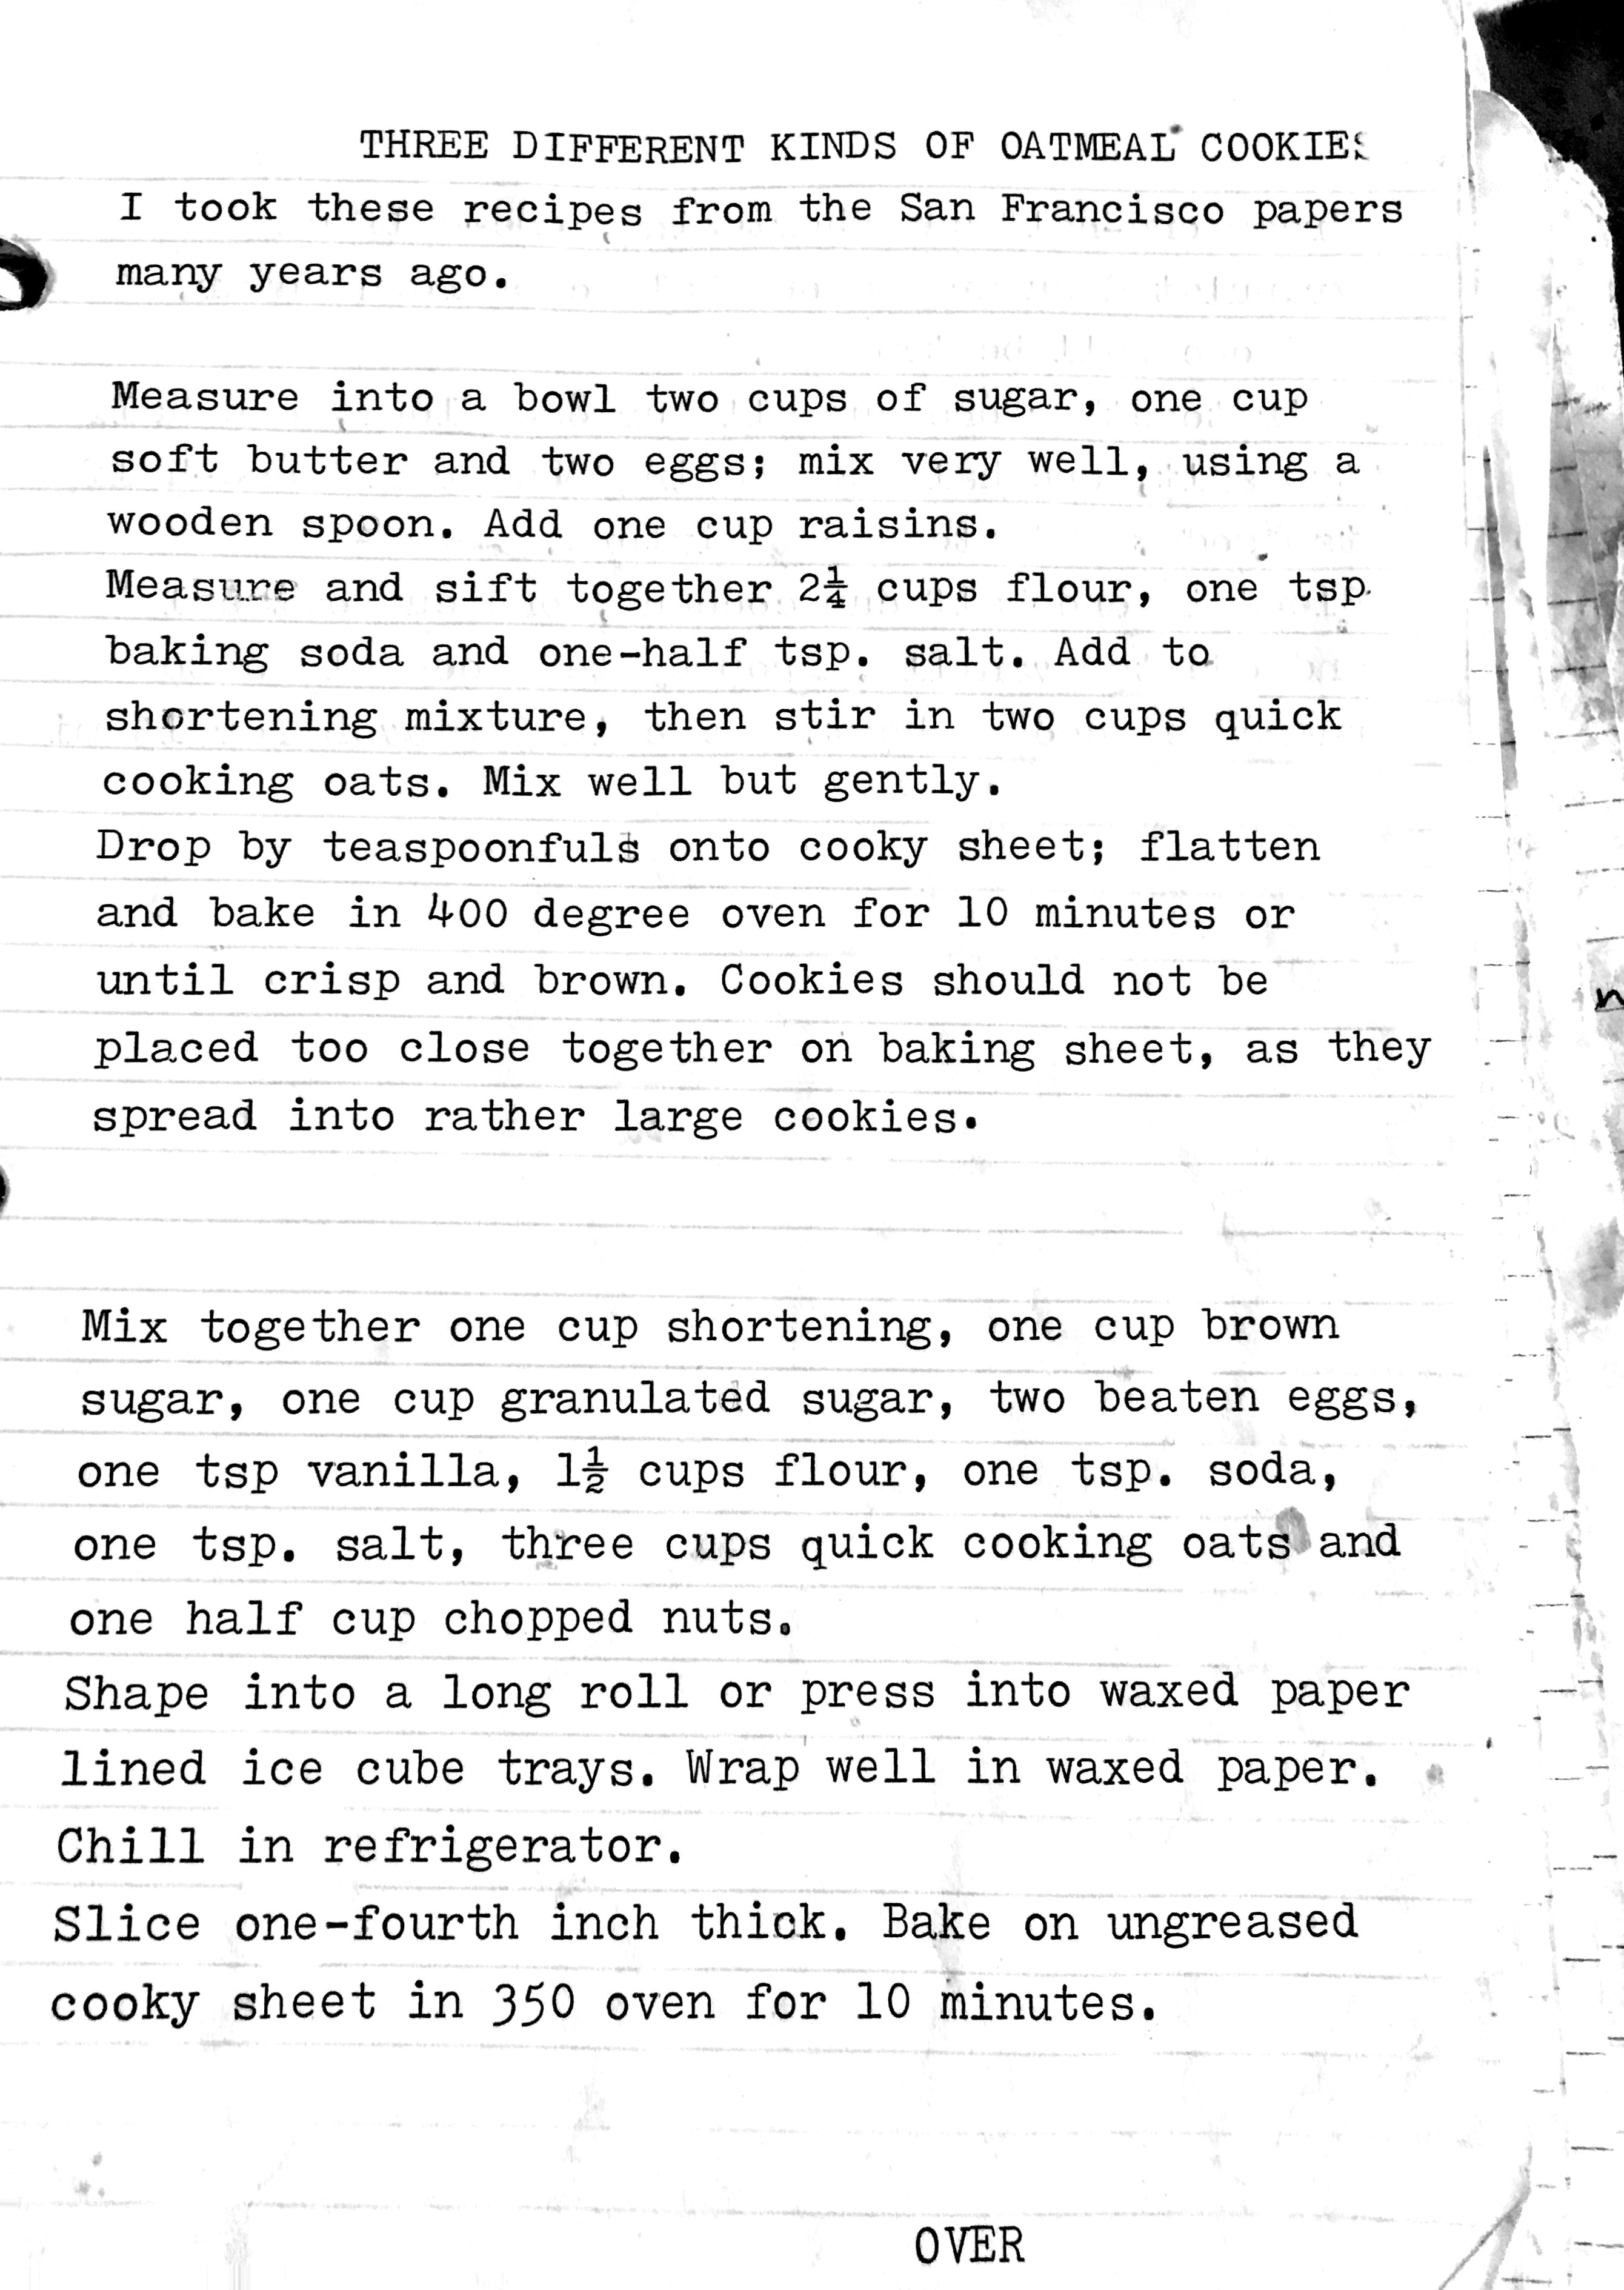 THREE DIFFERENT KINDS OF OATMEAL COOKIES
I took these recipes from the San Francisco papers
many years ago.
Measure into a bowl two cups of sugar, one cup
soft butter and two eggs; mix very well, using a
wooden spoon. Add one cup raisins.
Measure and sift together 2¼ cups flour, one tsp.
baking soda and one-half tsp. salt. Add to
shortening mixture, then stir in two cups quick
cooking oats. Mix well but gently.
Drop by teaspoonfuls onto cooky sheet; flatten
and bake in 400 degree oven for 10 minutes or
until crisp and brown. Cookies should not be
placed too close together on baking sheet, as they
spread into rather large cookies.
Mix together one cup shortening, one cup brown
sugar, one cup granulated sugar, two beaten eggs,
one tsp vanilla, 1½ cups flour, one tsp. soda,
one tsp. salt, three cups quick cooking oats and
one half cup chopped nuts.
Shape into a long roll or press into waxed paper
lined ice cube trays. Wrap well in waxed paper.
Chill in refrigerator.
Slice one-fourth inch thick. Bake on ungreased
cooky sheet in 350 oven for 10 minutes.
OVER